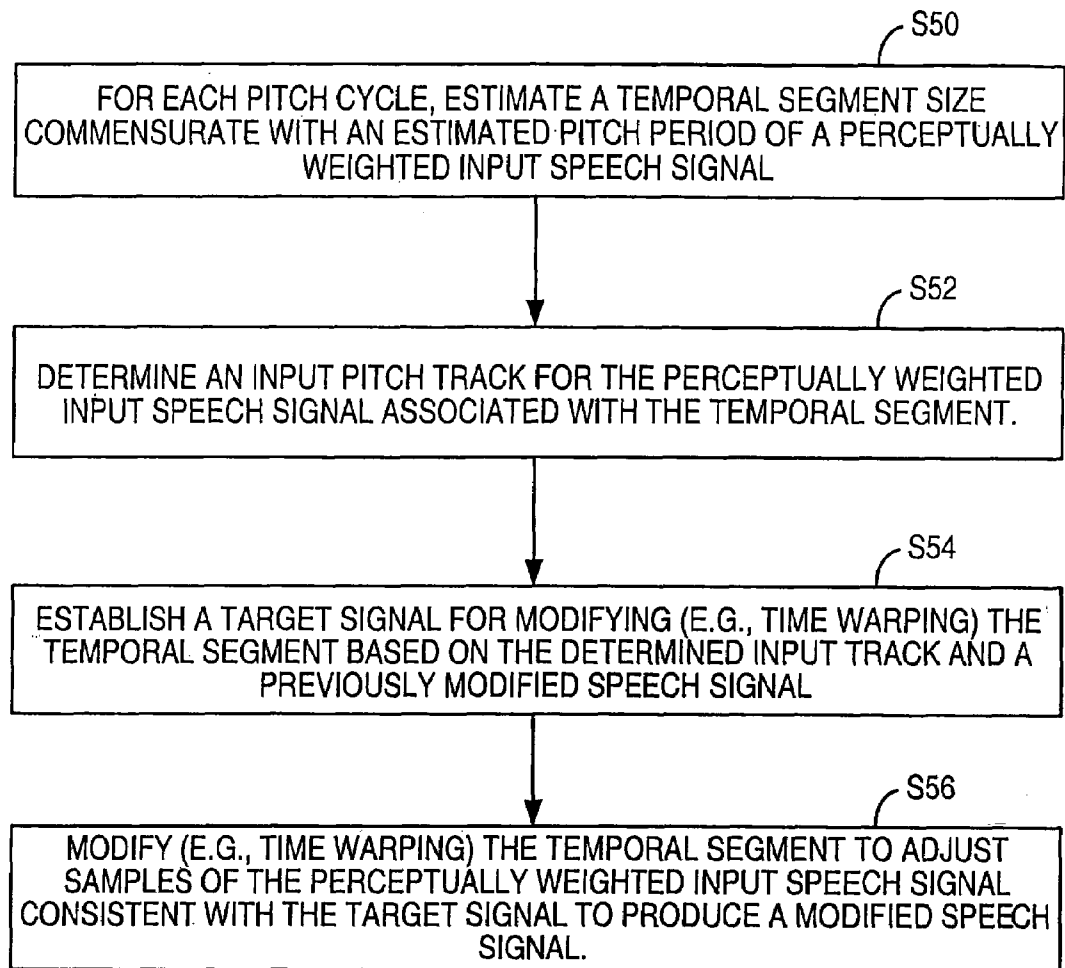 S50
FOR EACH PITCH CYCLE, ESTIMATE A TEMPORAL SEGMENT SIZE
COMMENSURATE WITH AN ESTIMATED PITCH PERIOD OF A PERCEPTUALLY
WEIGHTED INPUT SPEECH SIGNAL
S52
DETERMINE AN INPUT PITCH TRACK FOR THE PERCEPTUALLY WEIGHTED
INPUT SPEECH SIGNAL ASSOCIATED WITH THE TEMPORAL SEGMENT.
S54
ESTABLISH A TARGET SIGNAL FOR MODIFYING (E.G., TIME WARPING) THE
TEMPORAL SEGMENT BASED ON THE DETERMINED INPUT TRACK AND A
PREVIOUSLY MODIFIED SPEECH SIGNAL
S56
MODIFY (E.G., TIME WARPING) THE TEMPORAL SEGMENT TO ADJUST
SAMPLES OF THE PERCEPTUALLY WEIGHTED INPUT SPEECH SIGNAL
CONSISTENT WITH THE TARGET SIGNAL TO PRODUCE A MODIFIED SPEECH
SIGNAL.